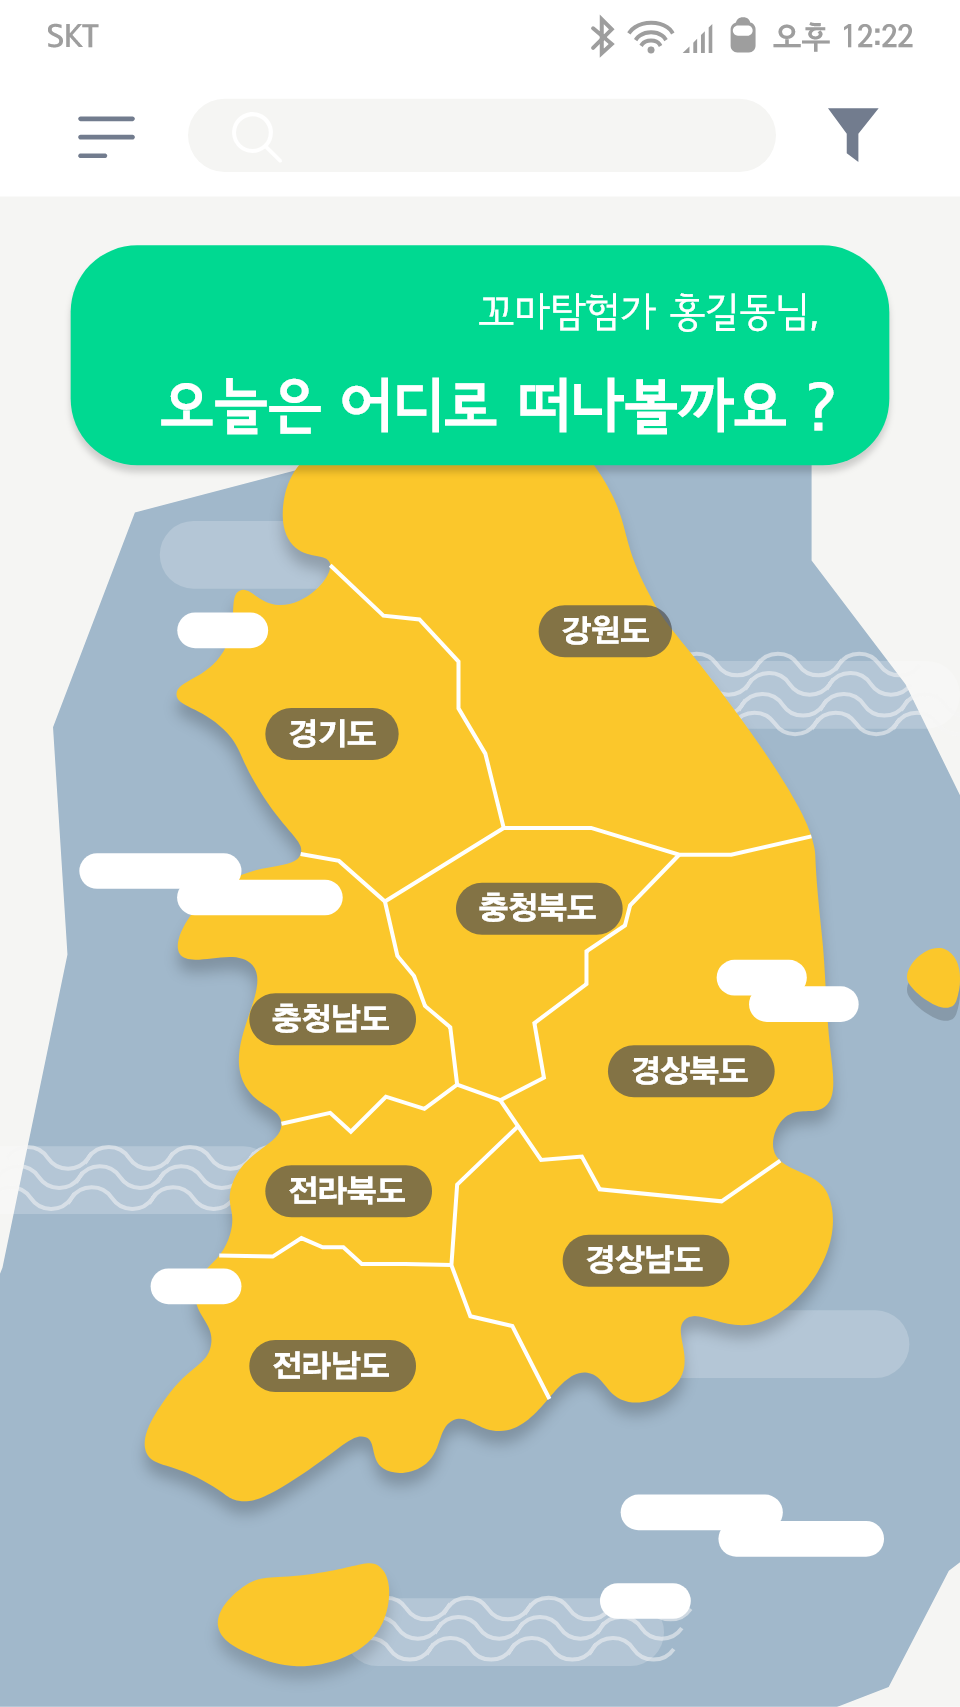 SKT 오후 12:22
꼬마탐험가 홍길동님,
오늘은 어디로 떠나볼까요 ?
강원도
경기도
충청북도
충청남도
경상북도
전라북도
경상남도
전라남도